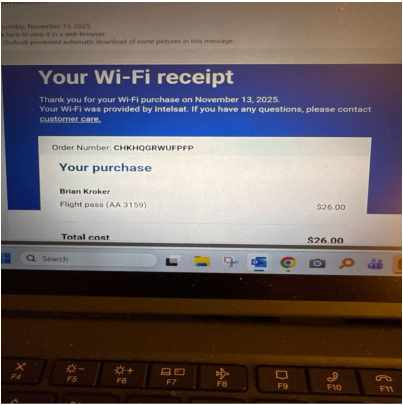 Thursday, November 13, 2025
k here to view it in a web browser.
Outlook prevented automatic download of some pictures in this message.
Your Wi-Fi receipt
Thank you for your Wi-Fi purchase on November 13, 2025.
Your Wi-Fi was provided by Intelsat. If you have any questions, please contact
customer care.
Order Number: CHKHQGRWUFPFP
Your purchase
Brian Kroker
Flight pass (AA 3159) $26.00
Total cost $26.00
Search
F4 F5 F6 F7 F8 F9 F10 F11